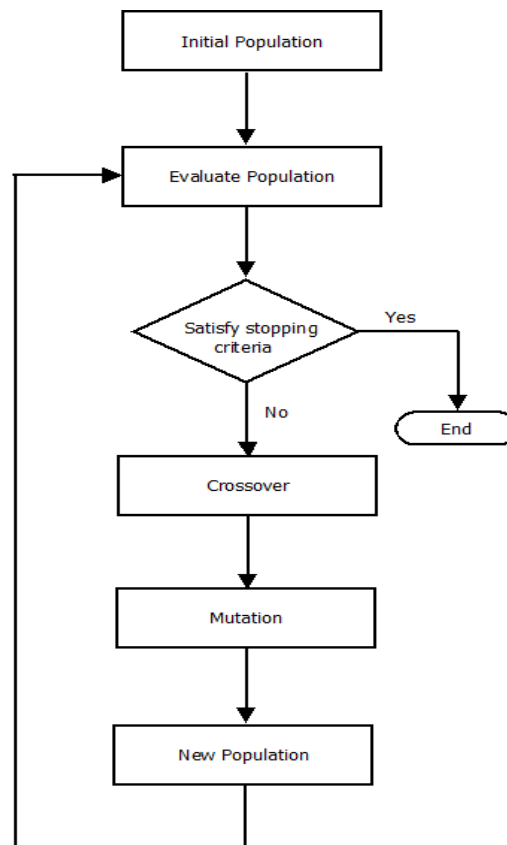 Initial Population
Evaluate Population
Satisfy stopping
criteria
Yes
No
End
Crossover
Mutation
New Population